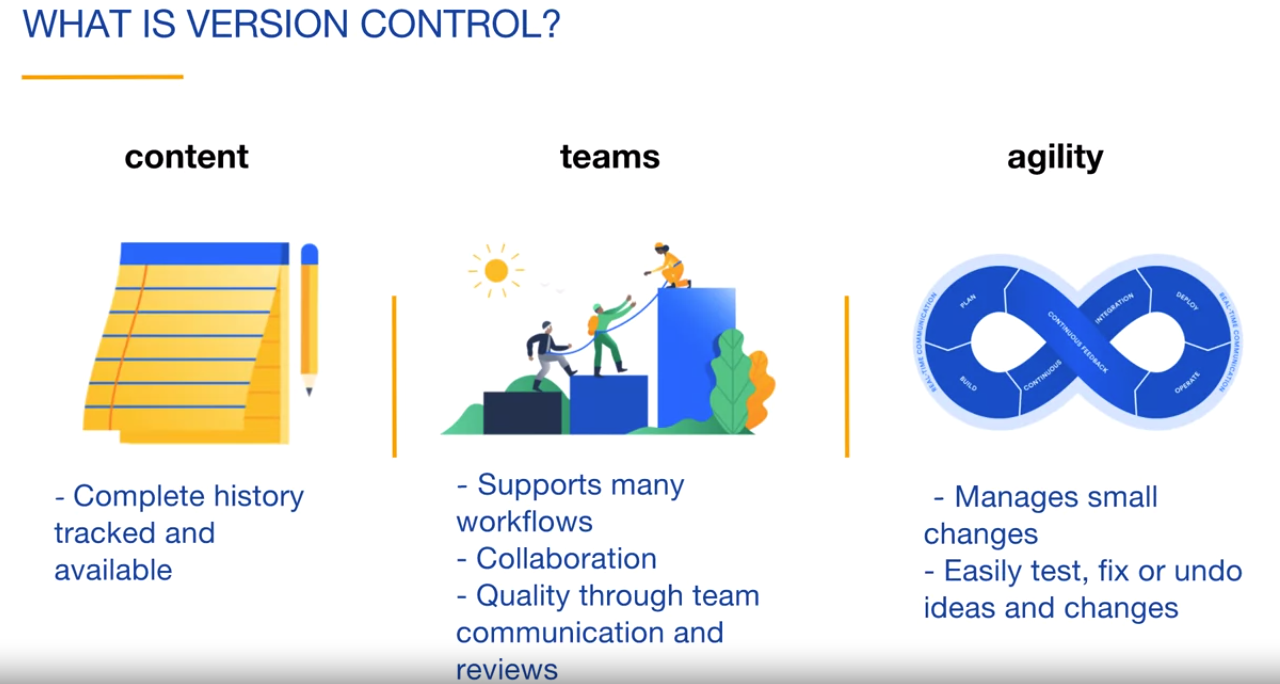 WHAT IS VERSION CONTROL?
content
- Complete history
tracked and
available
teams
- Supports many
workflows
- Collaboration
- Quality through team
communication and
reviews
agility
REAL-TIME COMMUNICATION
PLAN
BUILD
CONTINUOUS
INTEGRATION
CONTINUOUS FEEDBACK
DEPLOY
OPERATE
REAL-TIME COMMUNICATION
- Manages small
changes
- Easily test, fix or undo
ideas and changes